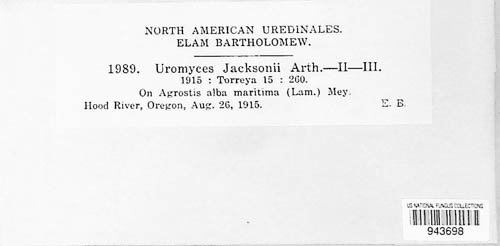 NORTH AMERICAN UREDINALES.
ELAM BARTHOLOMEW.
1989. Uromyces Jacksonii Arth.—II—III.
1915 : Torreya 15 : 260.
On Agrostis alba maritima (Lam.) Mey.
Hood River, Oregon, Aug. 26, 1915. E. B.
US NATIONAL FUNGUS COLLECTIONS
943698